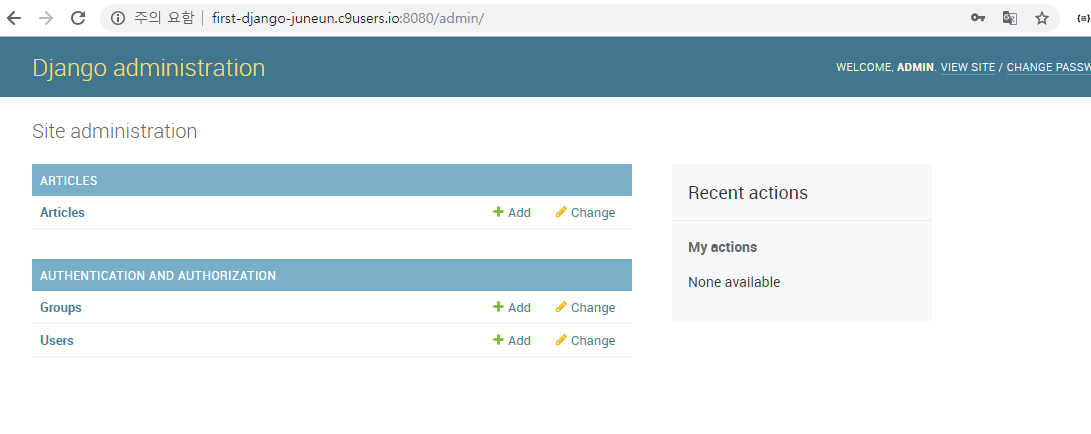 주의 요함 first-django-juneun.c9users.io:8080/admin/
Django administration
WELCOME, ADMIN. VIEW SITE / CHANGE PASSW
Site administration
ARTICLES
Articles Add Change
AUTHENTICATION AND AUTHORIZATION
Groups Add Change
Users Add Change
Recent actions
My actions
None available